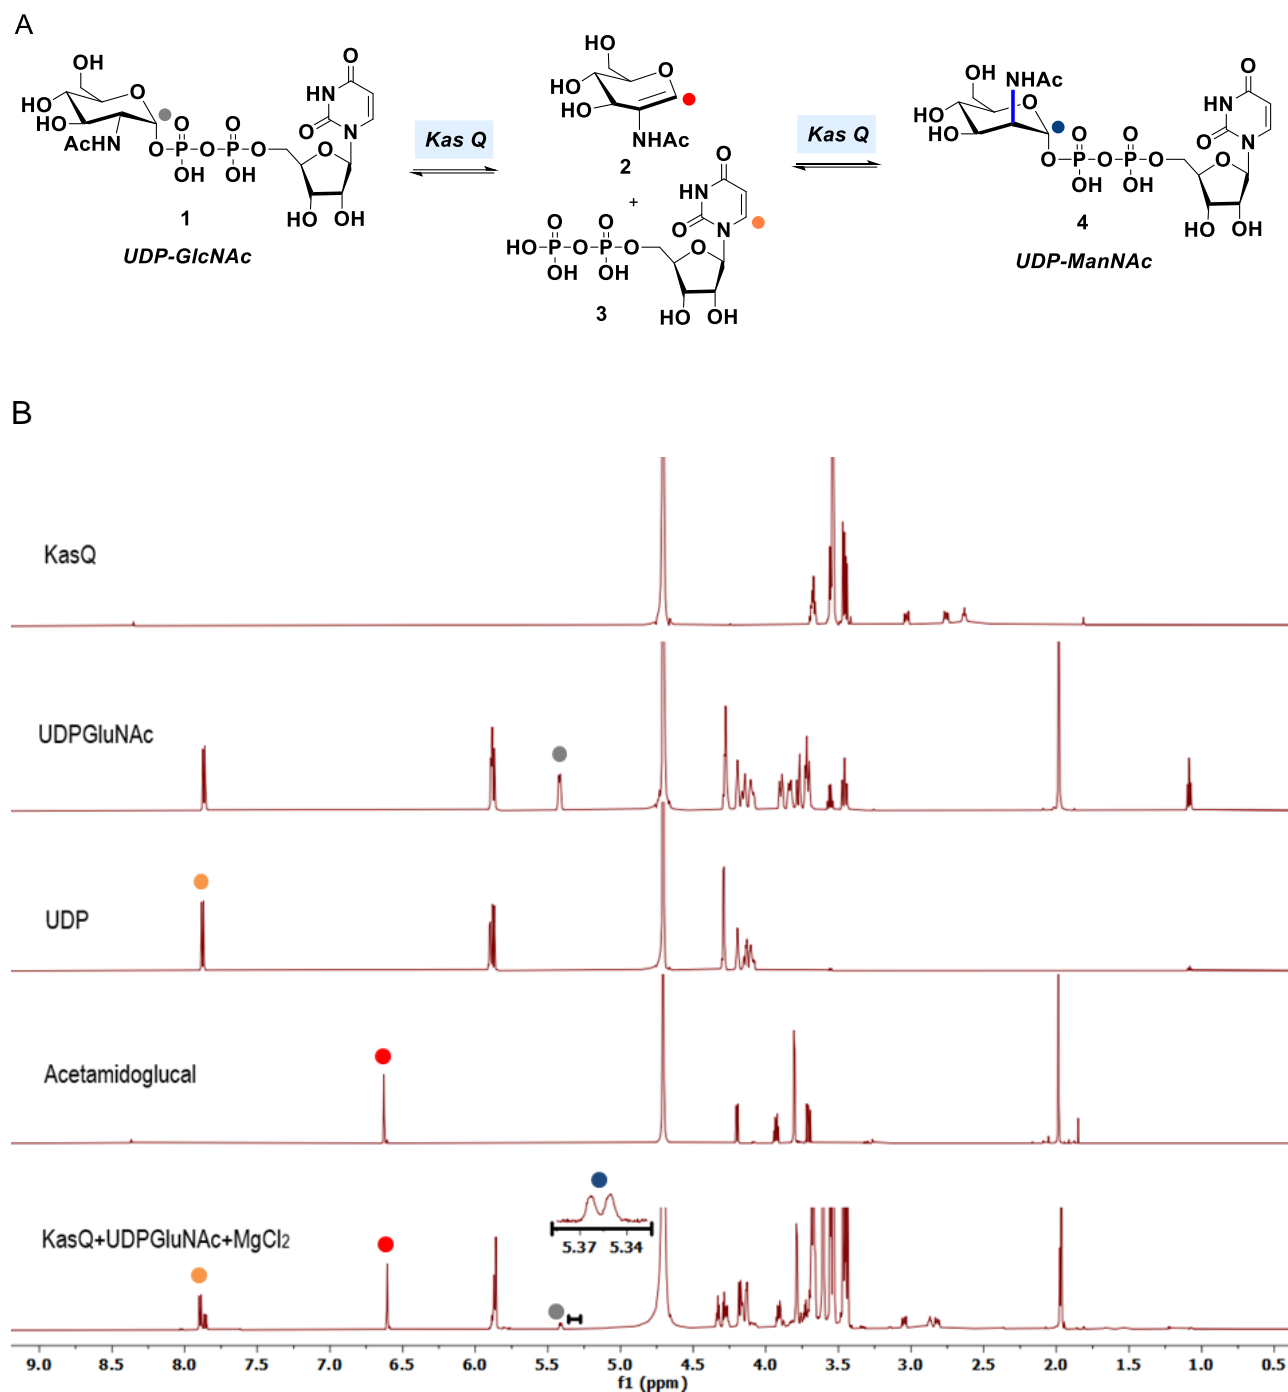 A
HO
O
HO
HO
AcHN
O
O
O
P
O
P
O
OH
OH
O
NH
O
N
O
HO
OH
1
UDP-GlcNAc
Kas Q
HO
O
HO
HO
NHAc
2
+
O
NH
O
N
O
O
HO
P
O
P
O
OH
OH
O
HO
OH
3
Kas Q
OH
NHAc
O
HO
HO
O
O
O
P
O
P
O
OH
OH
O
NH
O
N
O
HO
OH
4
UDP-ManNAc
B
KasQ
UDPGluNAc
UDP
Acetamidoglucal
KasQ+UDPGluNAc+MgCl2
5.37 5.34
9.0 8.5 8.0 7.5 7.0 6.5 6.0 5.5 5.0 4.5 4.0 3.5 3.0 2.5 2.0 1.5 1.0 0.5
f1 (ppm)